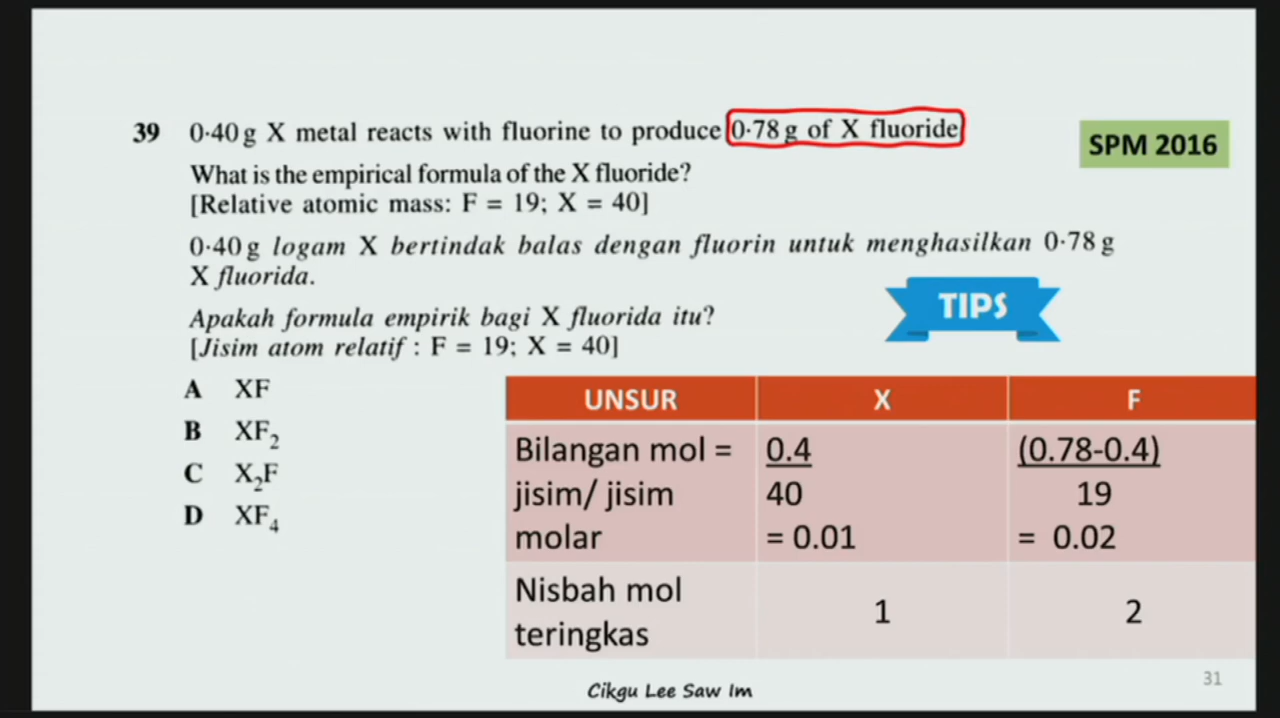 39 0·40 g X metal reacts with fluorine to produce 0·78 g of X fluoride
SPM 2016
What is the empirical formula of the X fluoride?
[Relative atomic mass: F = 19; X = 40]
0·40 g logam X bertindak balas dengan fluorin untuk menghasilkan 0·78 g
X fluorida.
TIPS
Apakah formula empirik bagi X fluorida itu?
[Jisim atom relatif : F = 19; X = 40]
A XF
B XF₂
C X₂F
D XF₄
UNSUR X F
Bilangan mol = 0.4 (0.78-0.4)
jisim/ jisim 40 19
molar = 0.01 = 0.02
Nisbah mol
teringkas 1 2
Cikgu Lee Saw Im
31